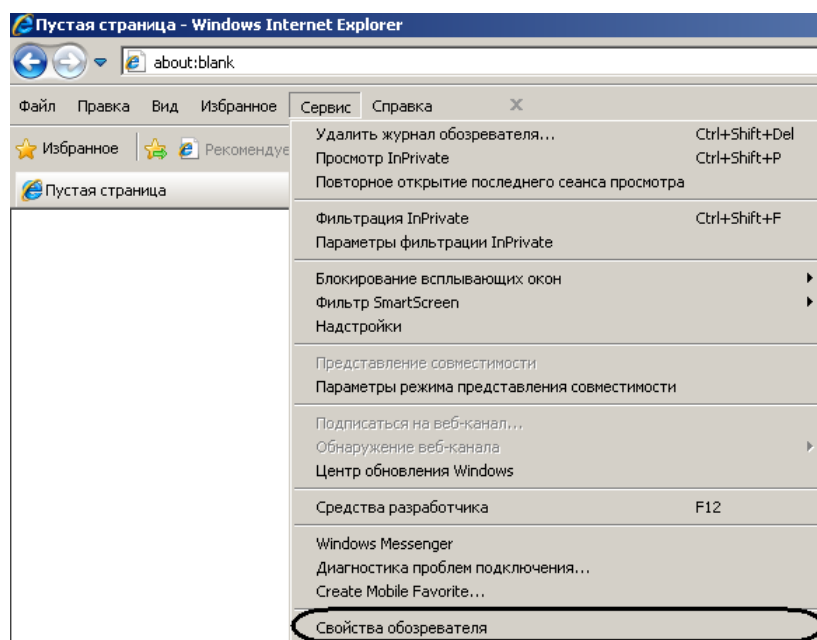 Пустая страница - Windows Internet Explorer
about:blank
Файл Правка Вид Избранное Сервис Справка X
Избранное Рекомендуе
Пустая страница
Удалить журнал обозревателя... Ctrl+Shift+Del
Просмотр InPrivate Ctrl+Shift+P
Повторное открытие последнего сеанса просмотра
Фильтрация InPrivate Ctrl+Shift+F
Параметры фильтрации InPrivate
Блокирование всплывающих окон
Фильтр SmartScreen
Надстройки
Представление совместимости
Параметры режима представления совместимости
Подписаться на веб-канал...
Обнаружение веб-канала
Центр обновления Windows
Средства разработчика F12
Windows Messenger
Диагностика проблем подключения...
Create Mobile Favorite...
Свойства обозревателя